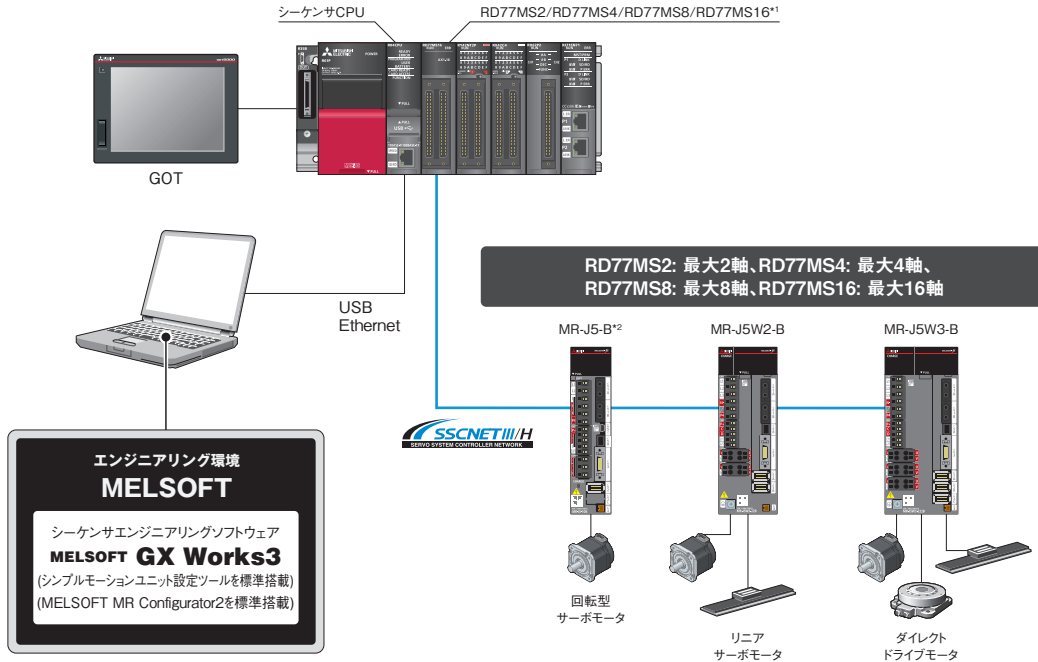 シーケンサCPU
RD77MS2/RD77MS4/RD77MS8/RD77MS16*1
GOT
USB
Ethernet
RD77MS2: 最大2軸、RD77MS4: 最大4軸、
RD77MS8: 最大8軸、RD77MS16: 最大16軸
MR-J5-B*2
MR-J5W2-B
MR-J5W3-B
SSCNETIII/H
SERVO SYSTEM CONTROLLER NETWORK
エンジニアリング環境
MELSOFT
シーケンサエンジニアリングソフトウェア
MELSOFT GX Works3
(シンプルモーションユニット設定ツールを標準搭載)
(MELSOFT MR Configurator2を標準搭載)
回転型
サーボモータ
リニア
サーボモータ
ダイレクト
ドライブモータ